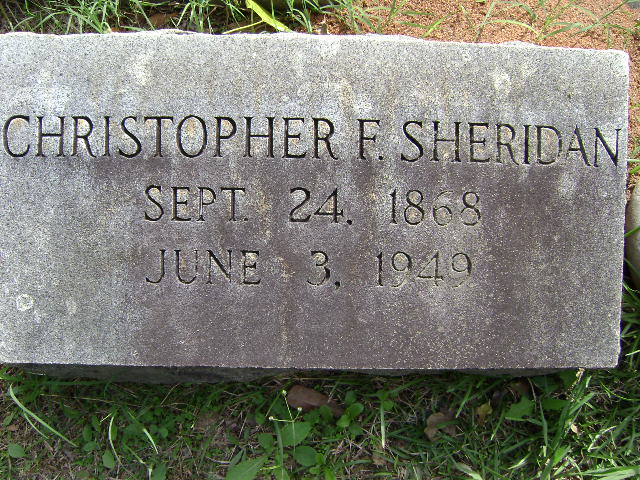 CHRISTOPHER F. SHERIDAN
SEPT. 24, 1868
JUNE 3, 1949